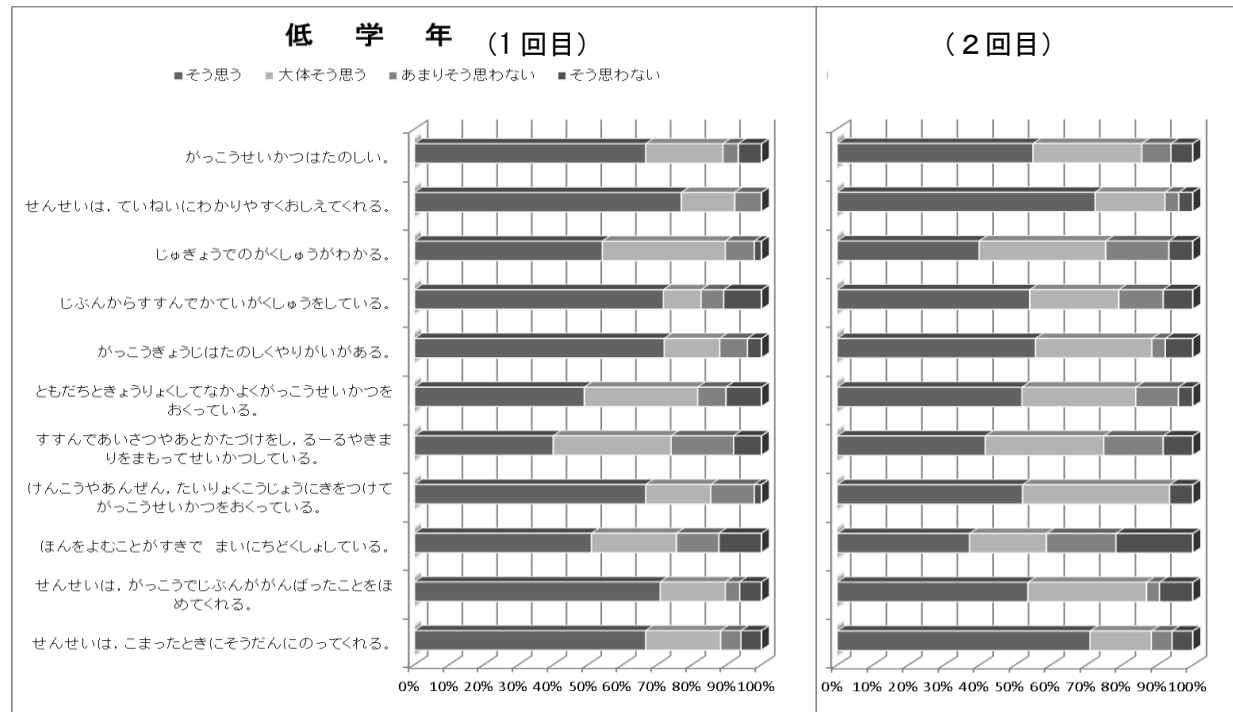 低 学 年 (1回目)
(2回目)
■そう思う ■大体そう思う ■あまりそう思わない ■そう思わない
がっこうせいかつはたのしい。
せんせいは，ていねいにわかりやすくおしえてくれる。
じゅぎょうでのがくしゅうがわかる。
じぶんからすすんでかていがくしゅうをしている。
がっこうぎょうじはたのしくやりがいがある。
ともだちときょうりょくしてなかよくがっこうせいかつを
おくっている。
すすんであいさつやあとかたづけをし，るーるやきま
りをまもってせいかつしている。
けんこうやあんぜん，たいりょくこうじょうにきをつけて
がっこうせいかつをおくっている。
ほんをよむことがすきで　まいにちどくしょしている。
せんせいは，がっこうでじぶんががんばったことをほ
めてくれる。
せんせいは，こまったときにそうだんにのってくれる。
0% 10% 20% 30% 40% 50% 60% 70% 80% 90% 100%
0% 10% 20% 30% 40% 50% 60% 70% 80% 90% 100%